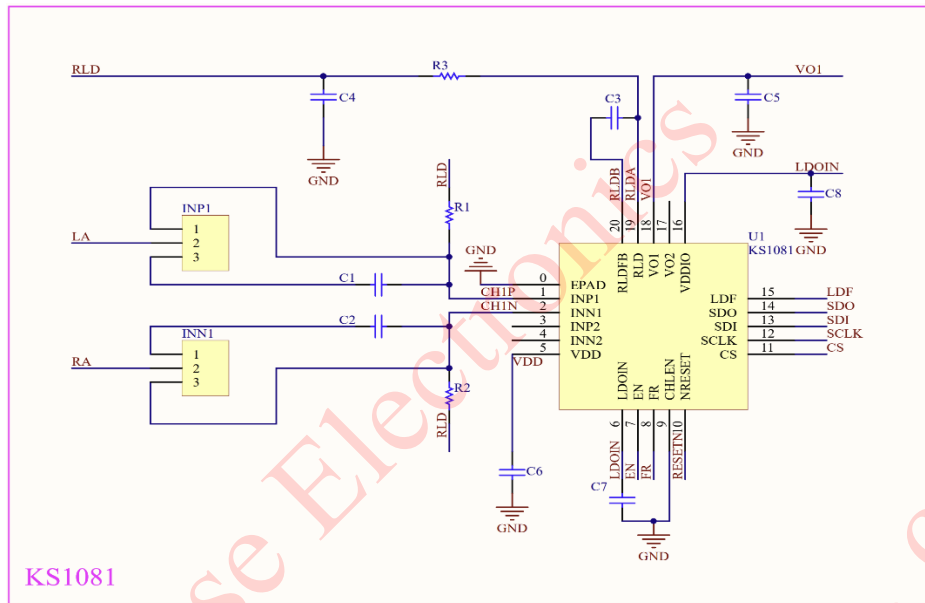 RLD
R3
VO1
C4
C3
C5
GND
GND
LDOIN
RLD
RLDB
RLDA
VO1
C8
INP1
R1
20
19
18
17
16
GND
1
2
3
LA
GND
U1
KS1081
RLDFB
RLD
VO1
VO2
VDDIO
C1
0
EPAD
CH1P
1
INP1
LDF
15
LDF
CH1N
2
INN1
SDO
14
SDO
C2
3
INP2
SDI
13
SDI
INN1
4
INN2
SCLK
12
SCLK
VDD
5
VDD
CS
11
CS
1
2
3
RA
LDOIN
EN
FR
CHLEN
NRESET
R2
6
7
8
9
10
RLD
LDOIN
EN
FR
RESETN
C6
C7
GND
GND
KS1081
se Electronics